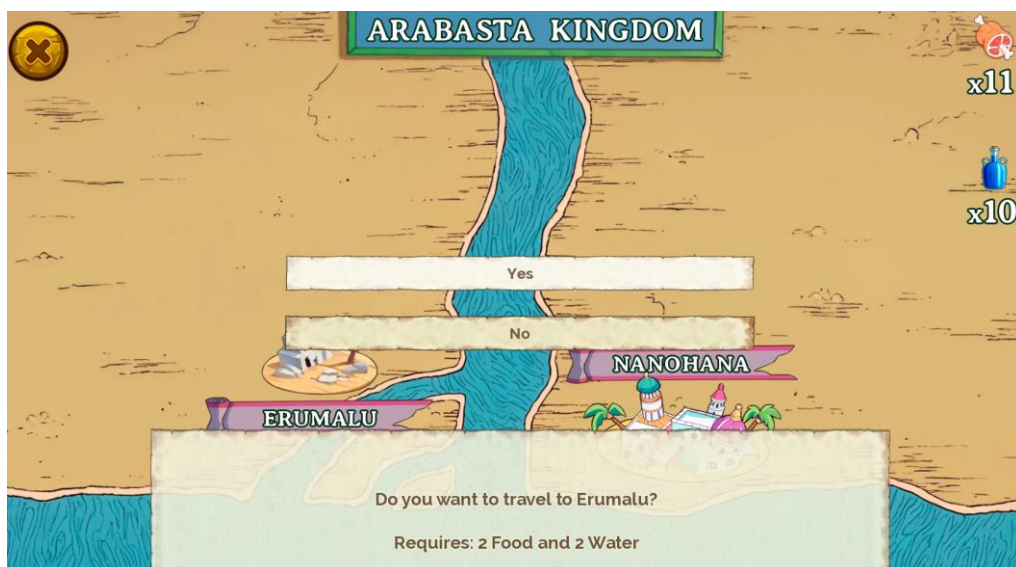 ARABASTA KINGDOM
x11
x10
Yes
No
NANOHANA
ERUMALU
Do you want to travel to Erumalu?
Requires: 2 Food and 2 Water